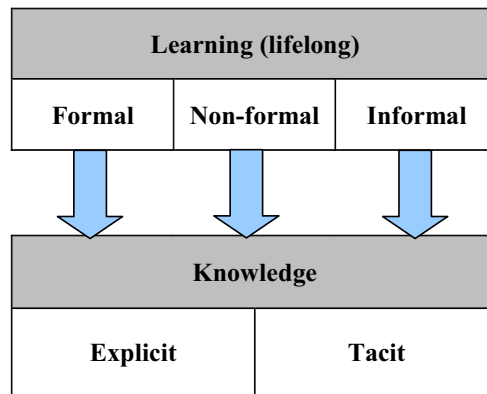 Learning (lifelong)
Formal Non-formal Informal
Knowledge
Explicit Tacit